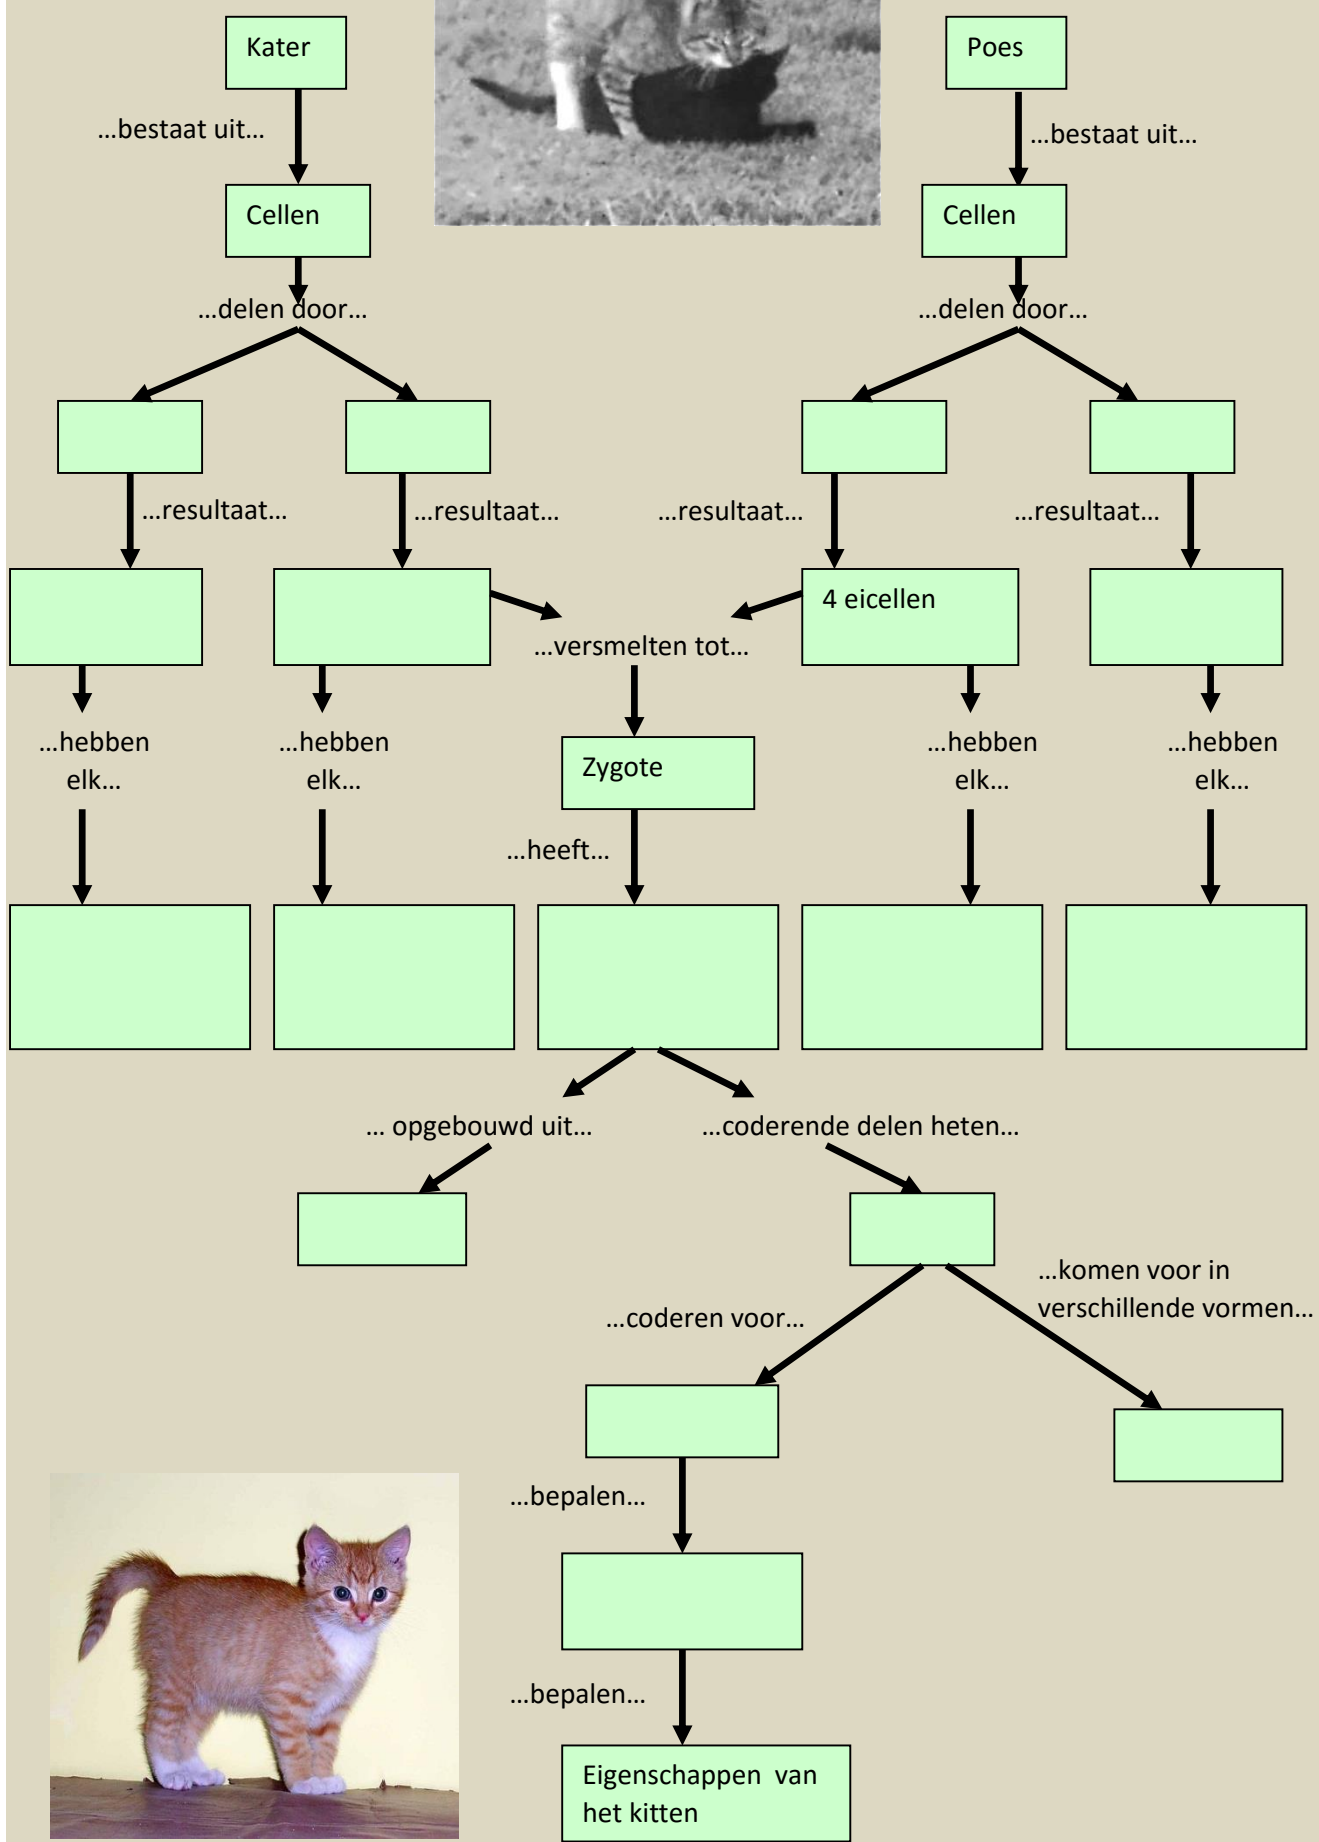 Kater
Poes
...bestaat uit...
...bestaat uit...
Cellen
Cellen
...delen door...
...delen door...
...resultaat...
...resultaat...
...resultaat...
...resultaat...
4 eicellen
...versmelten tot...
...hebben
elk...
...hebben
elk...
Zygote
...hebben
elk...
...hebben
elk...
...heeft...
... opgebouwd uit...
...coderende delen heten...
...komen voor in
verschillende vormen...
...coderen voor...
...bepalen...
...bepalen...
Eigenschappen van
het kitten